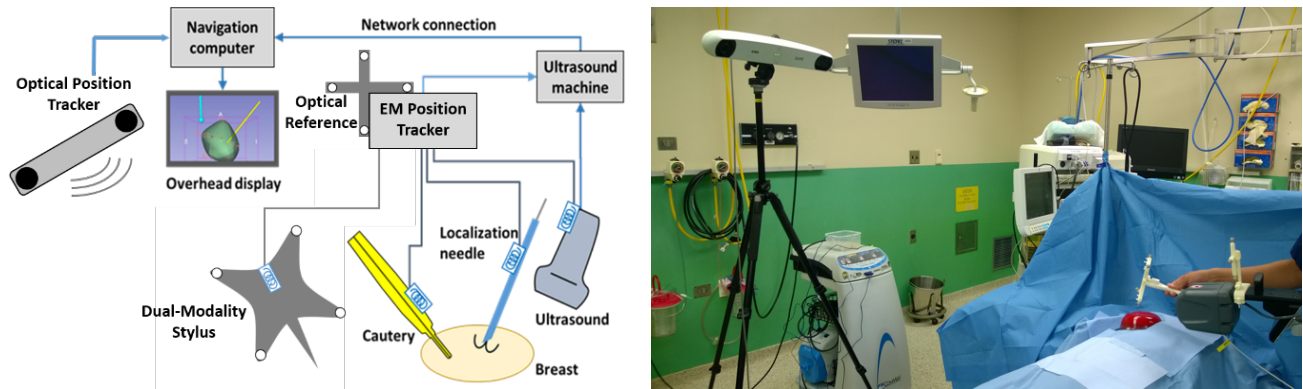 Navigation
computer
Network connection
Optical Position
Tracker
Optical
Reference
EM Position
Tracker
Ultrasound
machine
Overhead display
Localization
needle
Dual-Modality
Stylus
Cautery
Ultrasound
Breast